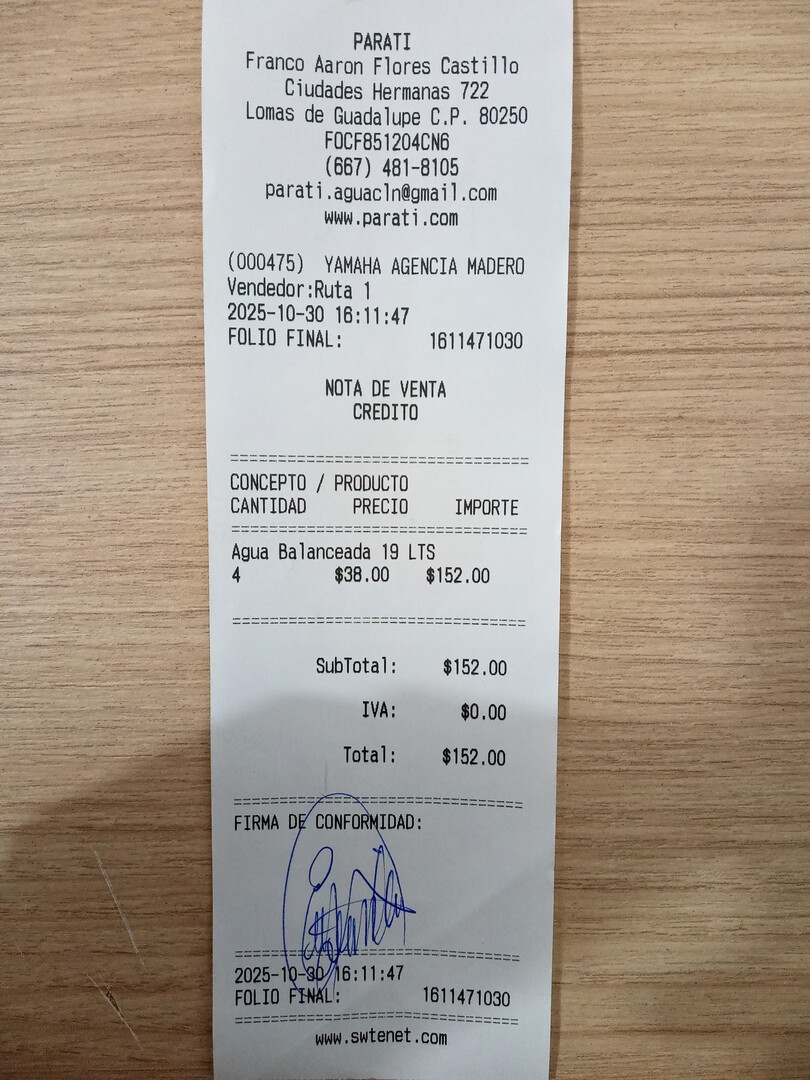 PARATI
Franco Aaron Flores Castillo
Ciudades Hermanas 722
Lomas de Guadalupe C.P. 80250
FOCF851204CN6
(667) 481-8105
parati.aguacln@gmail.com
www.parati.com
(000475) YAMAHA AGENCIA MADERO
Vendedor:Ruta 1
2025-10-30 16:11:47
FOLIO FINAL: 1611471030
NOTA DE VENTA
CREDITO
================================
CONCEPTO / PRODUCTO
CANTIDAD PRECIO IMPORTE
================================
Agua Balanceada 19 LTS
4 $38.00 $152.00
================================
SubTotal: $152.00
IVA: $0.00
Total: $152.00
================================
FIRMA DE CONFORMIDAD:
================================
2025-10-30 16:11:47
FOLIO FINAL: 1611471030
================================
www.swtenet.com